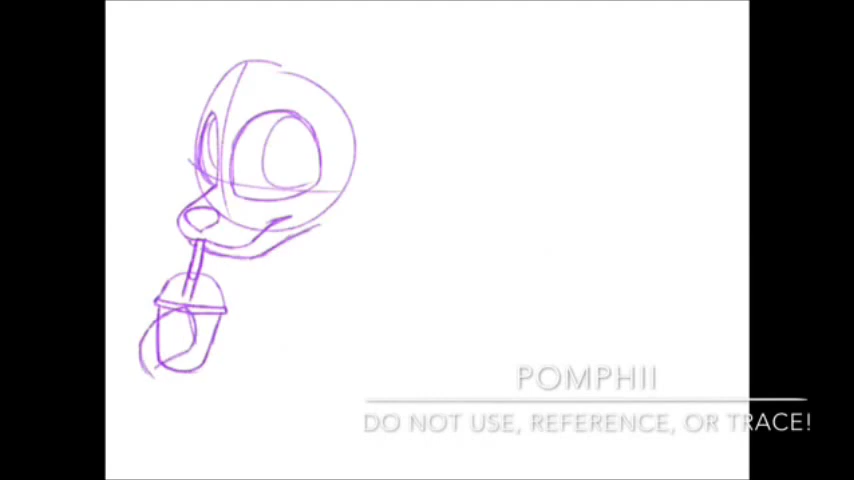 POMPHII
DO NOT USE, REFERENCE, OR TRACE!